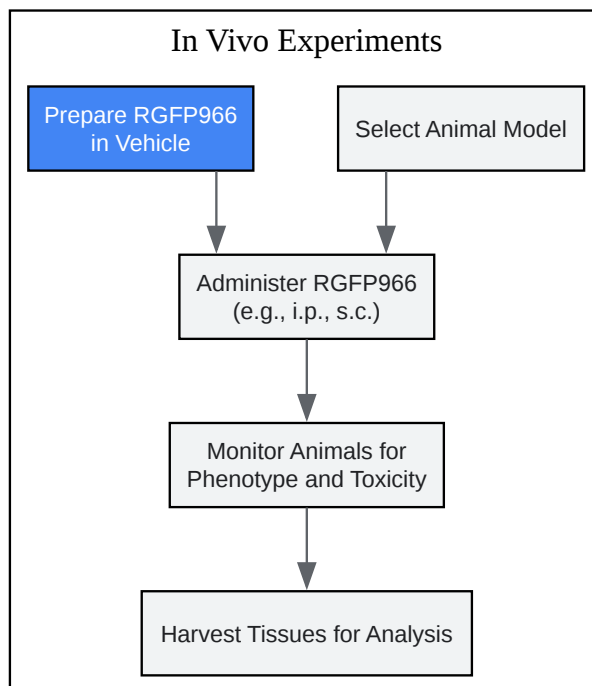 In Vivo Experiments
Prepare RGFP966
in Vehicle
Select Animal Model
Administer RGFP966
(e.g., i.p., s.c.)
Monitor Animals for
Phenotype and Toxicity
Harvest Tissues for Analysis